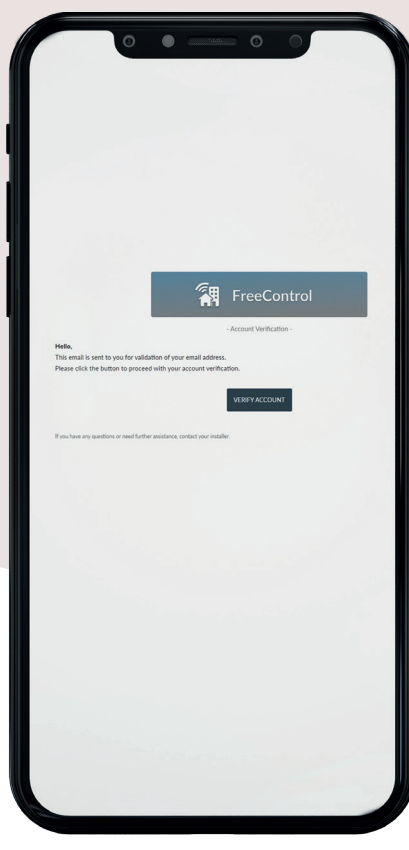 FreeControl
- Account Verification -
Hello,
This email is sent to you for validation of your email address.
Please click the button to proceed with your account verification.
VERIFY ACCOUNT
If you have any questions or need further assistance, contact your installer.